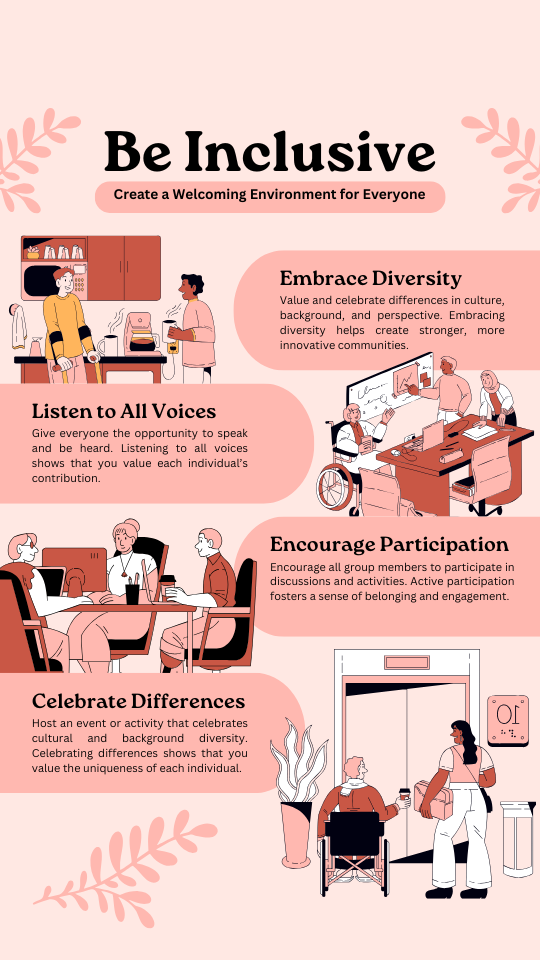 Be Inclusive
Create a Welcoming Environment for Everyone
Embrace Diversity
Value and celebrate differences in culture,
background, and perspective. Embracing
diversity helps create stronger, more
innovative communities.
Listen to All Voices
Give everyone the opportunity to speak
and be heard. Listening to all voices
shows that you value each individual's
contribution.
Encourage Participation
Encourage all group members to participate in
discussions and activities. Active participation
fosters a sense of belonging and engagement.
Celebrate Differences
Host an event or activity that celebrates
cultural and background diversity.
Celebrating differences shows that you
value the uniqueness of each individual.
10